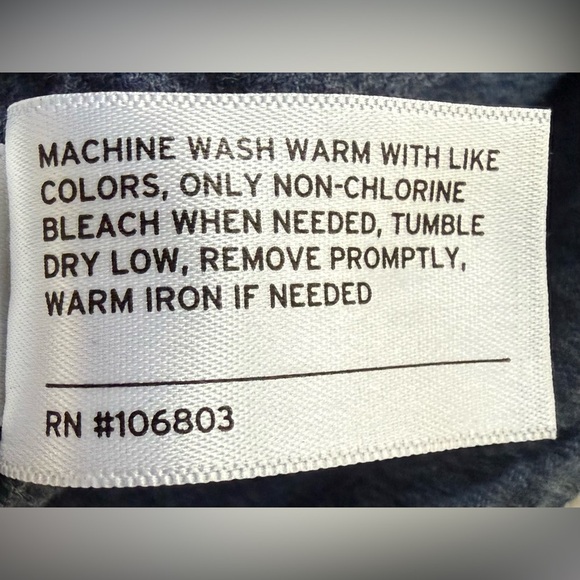 MACHINE WASH WARM WITH LIKE
COLORS, ONLY NON-CHLORINE
BLEACH WHEN NEEDED, TUMBLE
DRY LOW, REMOVE PROMPTLY,
WARM IRON IF NEEDED
RN #106803